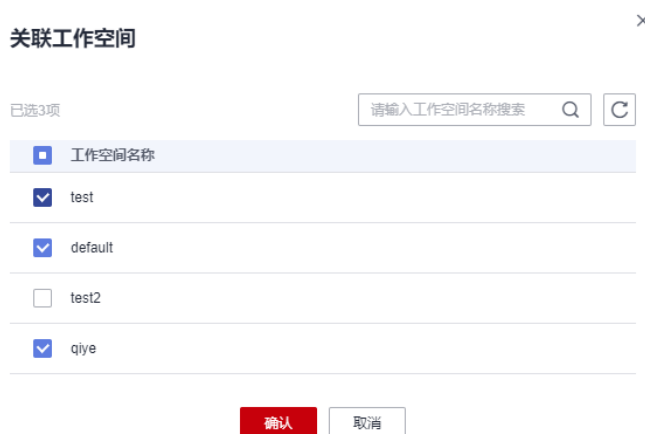 关联工作空间
已选3项
请输入工作空间名称搜索
工作空间名称
test
default
test2
qiye
确认 取消